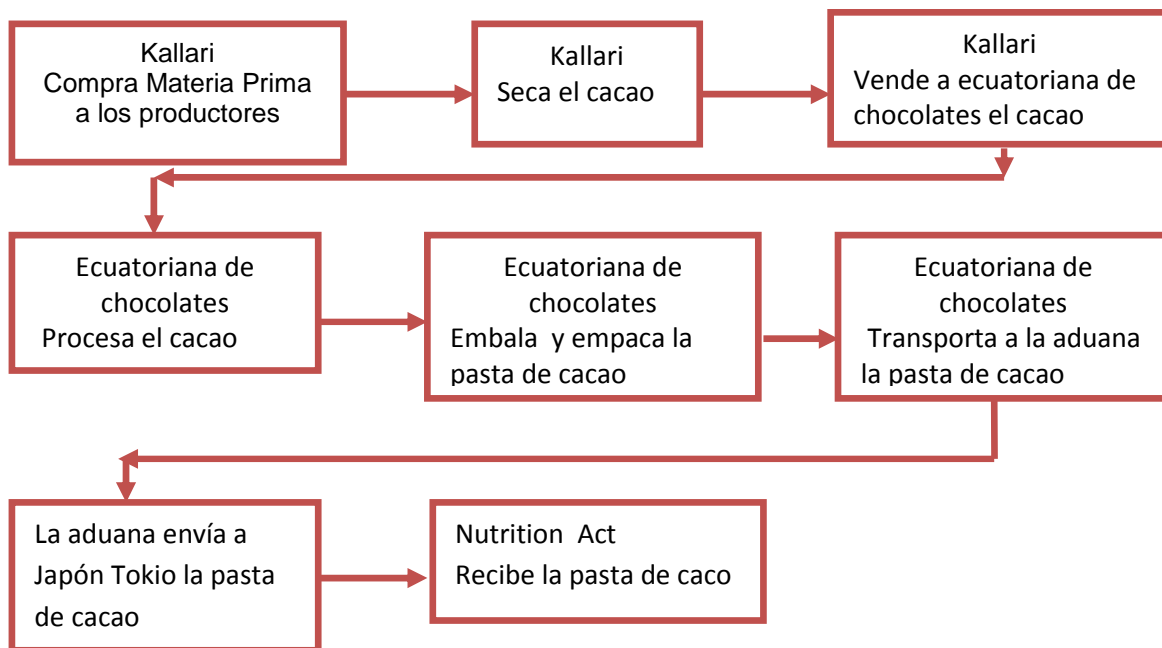 Kallari
Compra Materia Prima
a los productores
Kallari
Seca el cacao
Kallari
Vende a ecuatoriana de
chocolates el cacao
Ecuatoriana de
chocolates
Procesa el cacao
Ecuatoriana de
chocolates
Embala y empaca la
pasta de cacao
Ecuatoriana de
chocolates
Transporta a la aduana
la pasta de cacao
La aduana envía a
Japón Tokio la pasta
de cacao
Nutrition Act
Recibe la pasta de caco